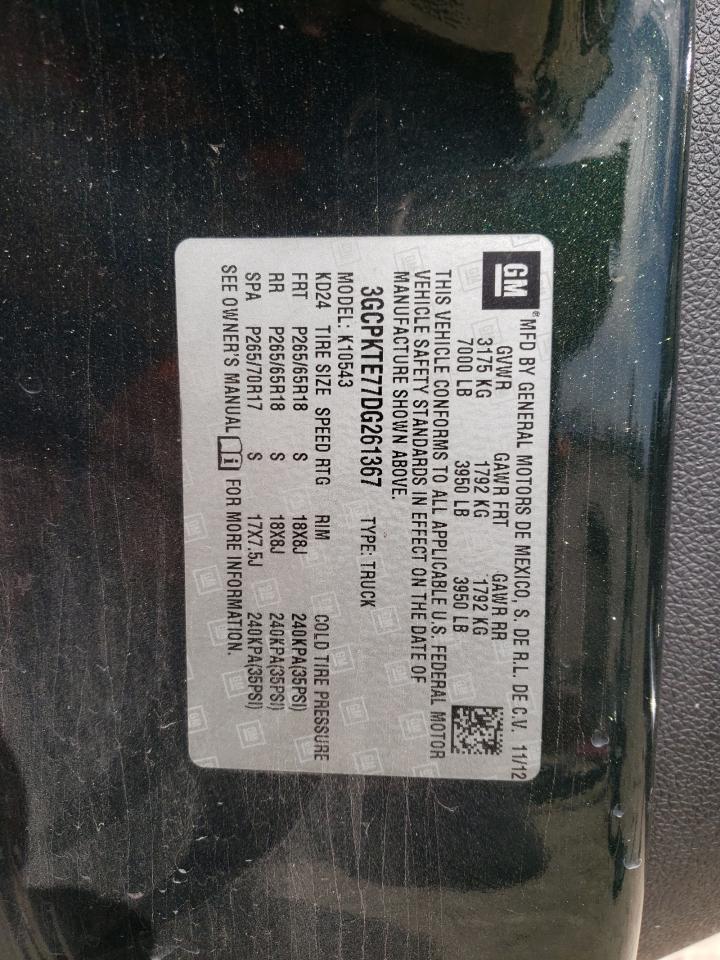 GM ® MFD BY GENERAL MOTORS DE MEXICO, S. DE R.L. DE C.V. 11/12
GVWR GAWR FRT GAWR RR
3175 KG 1792 KG 1792 KG
7000 LB 3950 LB 3950 LB
THIS VEHICLE CONFORMS TO ALL APPLICABLE U.S. FEDERAL MOTOR
VEHICLE SAFETY STANDARDS IN EFFECT ON THE DATE OF
MANUFACTURE SHOWN ABOVE.
3GCPKTE77DG261367 TYPE: TRUCK
MODEL: K10543
KD24 TIRE SIZE SPEED RTG RIM COLD TIRE PRESSURE
FRT P265/65R18 S 18X8J 240KPA(35PSI)
RR P265/65R18 S 18X8J 240KPA(35PSI)
SPA P265/70R17 S 17X7.5J 240KPA(35PSI)
SEE OWNER'S MANUAL i FOR MORE INFORMATION.